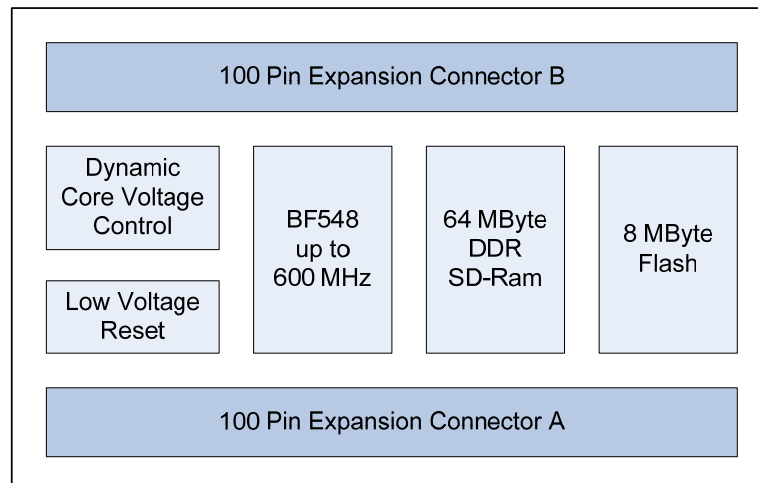 100 Pin Expansion Connector B
Dynamic
Core Voltage
Control
Low Voltage
Reset
BF548
up to
600 MHz
64 MByte
DDR
SD-Ram
8 MByte
Flash
100 Pin Expansion Connector A